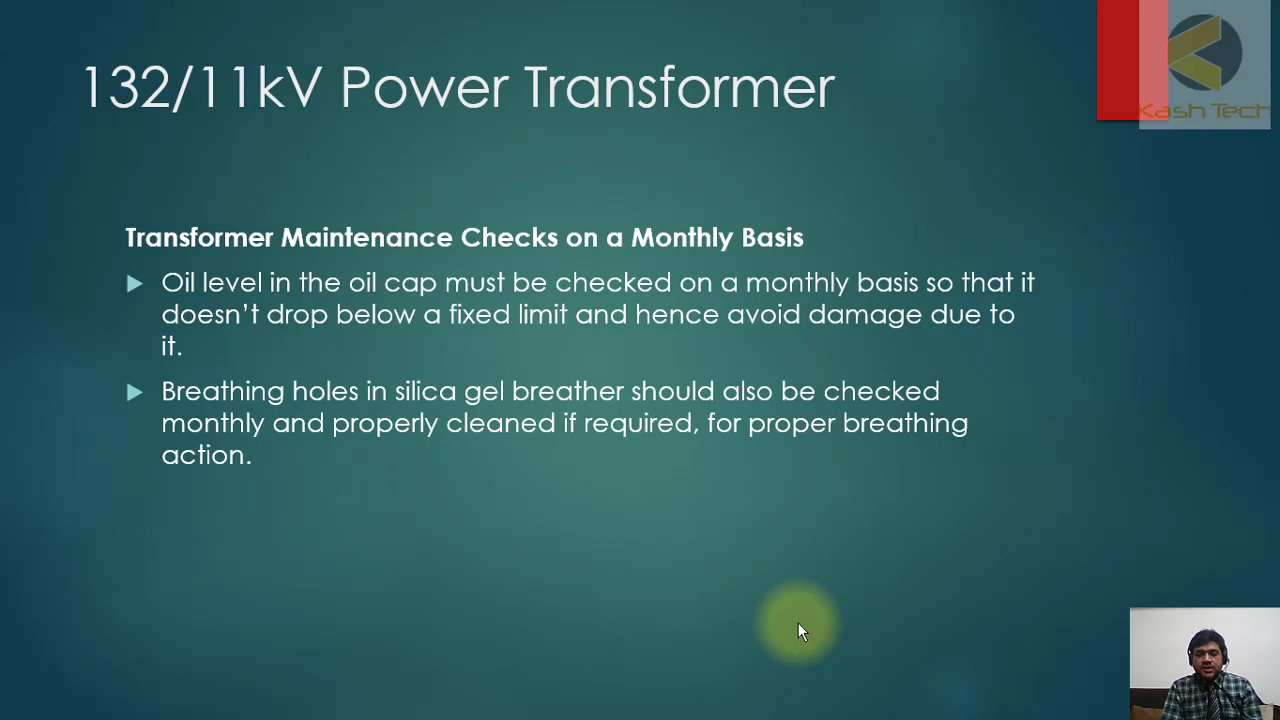 132/11kV Power Transformer
Kash Tech
Transformer Maintenance Checks on a Monthly Basis
Oil level in the oil cap must be checked on a monthly basis so that it
doesn’t drop below a fixed limit and hence avoid damage due to
it.
Breathing holes in silica gel breather should also be checked
monthly and properly cleaned if required, for proper breathing
action.